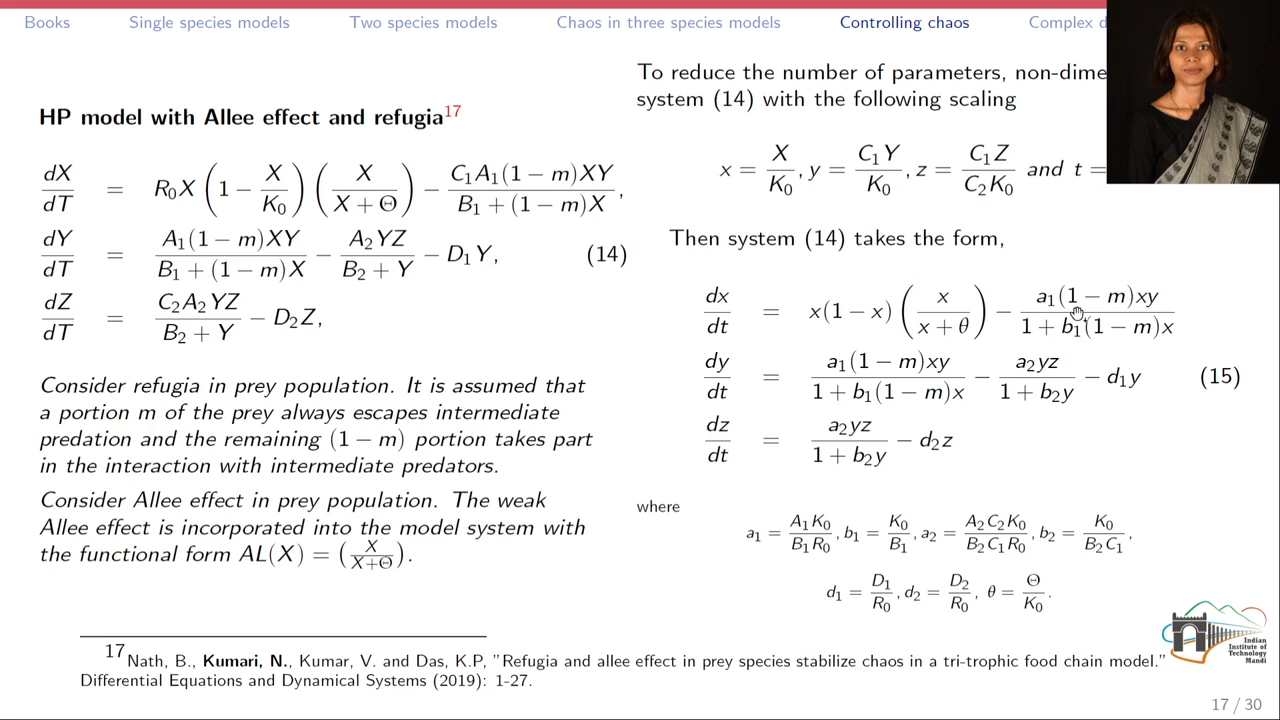 Books Single species models Two species models Chaos in three species models Controlling chaos Complex d
HP model with Allee effect and refugia17
dX/dT = R₀X (1 − X/K₀) (X/(X + Θ)) − C₁A₁(1 − m)XY/(B₁ + (1 − m)X),
dY/dT = A₁(1 − m)XY/(B₁ + (1 − m)X) − A₂YZ/(B₂ + Y) − D₁Y, (14)
dZ/dT = C₂A₂YZ/(B₂ + Y) − D₂Z,
Consider refugia in prey population. It is assumed that
a portion m of the prey always escapes intermediate
predation and the remaining (1 − m) portion takes part
in the interaction with intermediate predators.
Consider Allee effect in prey population. The weak
Allee effect is incorporated into the model system with
the functional form AL(X) = (X/(X+Θ)).
To reduce the number of parameters, non-dime
system (14) with the following scaling
x = X/K₀, y = C₁Y/K₀, z = C₁Z/(C₂K₀) and t =
Then system (14) takes the form,
dx/dt = x(1 − x) (x/(x + θ)) − a₁(1 − m)xy/(1 + b₁(1 − m)x)
dy/dt = a₁(1 − m)xy/(1 + b₁(1 − m)x) − a₂yz/(1 + b₂y) − d₁y (15)
dz/dt = a₂yz/(1 + b₂y) − d₂z
where
a₁ = A₁K₀/(B₁R₀), b₁ = K₀/B₁, a₂ = A₂C₂K₀/(B₂C₁R₀), b₂ = K₀/(B₂C₁),
d₁ = D₁/R₀, d₂ = D₂/R₀, θ = Θ/K₀.
17Nath, B., Kumari, N., Kumar, V. and Das, K.P, "Refugia and allee effect in prey species stabilize chaos in a tri-trophic food chain model."
Differential Equations and Dynamical Systems (2019): 1-27.
Indian
Institute of
Technology
Mandi
17 / 30